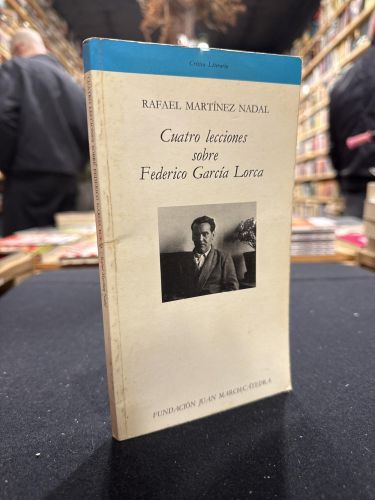 Crítica Literaria
RAFAEL MARTÍNEZ NADAL
Cuatro lecciones
sobre
Federico García Lorca
FUNDACIÓN JUAN MARCH/CÁTEDRA